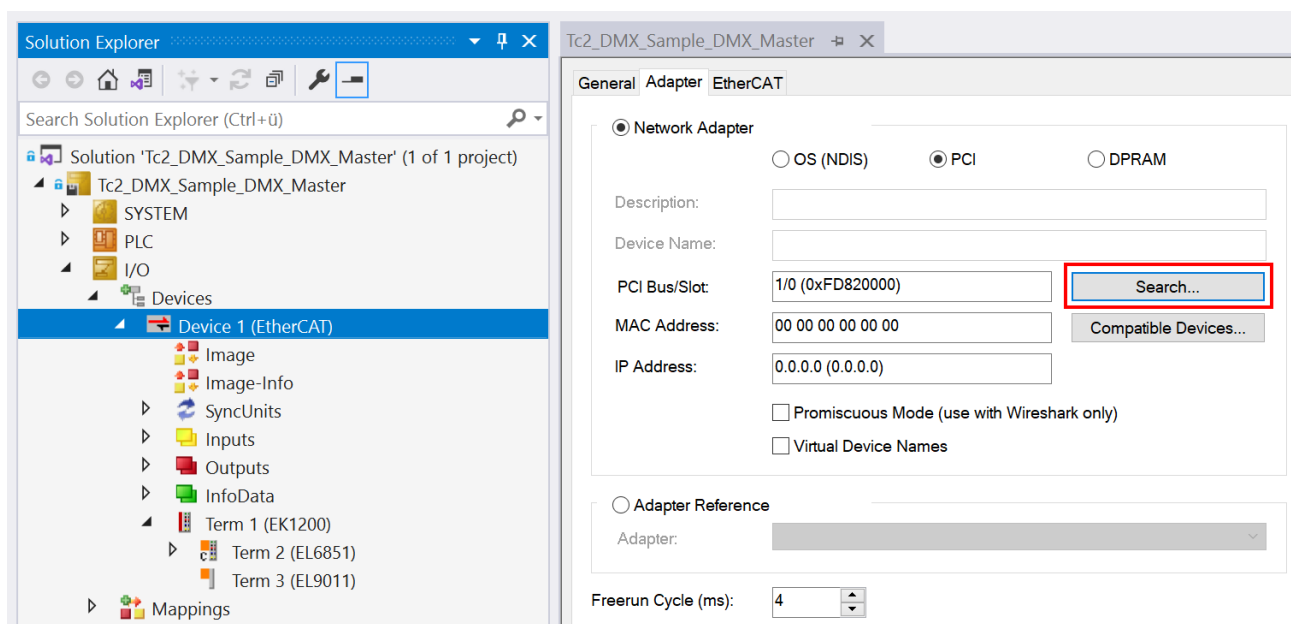 Solution Explorer
Search Solution Explorer (Ctrl+ü)
Solution 'Tc2_DMX_Sample_DMX_Master' (1 of 1 project)
Tc2_DMX_Sample_DMX_Master
SYSTEM
PLC
I/O
Devices
Device 1 (EtherCAT)
Image
Image-Info
SyncUnits
Inputs
Outputs
InfoData
Term 1 (EK1200)
Term 2 (EL6851)
Term 3 (EL9011)
Mappings
Tc2_DMX_Sample_DMX_Master
General Adapter EtherCAT
Network Adapter
OS (NDIS) PCI DPRAM
Description:
Device Name:
PCI Bus/Slot: 1/0 (0xFD820000) Search...
MAC Address: 00 00 00 00 00 00 Compatible Devices...
IP Address: 0.0.0.0 (0.0.0.0)
Promiscuous Mode (use with Wireshark only)
Virtual Device Names
Adapter Reference
Adapter:
Freerun Cycle (ms): 4